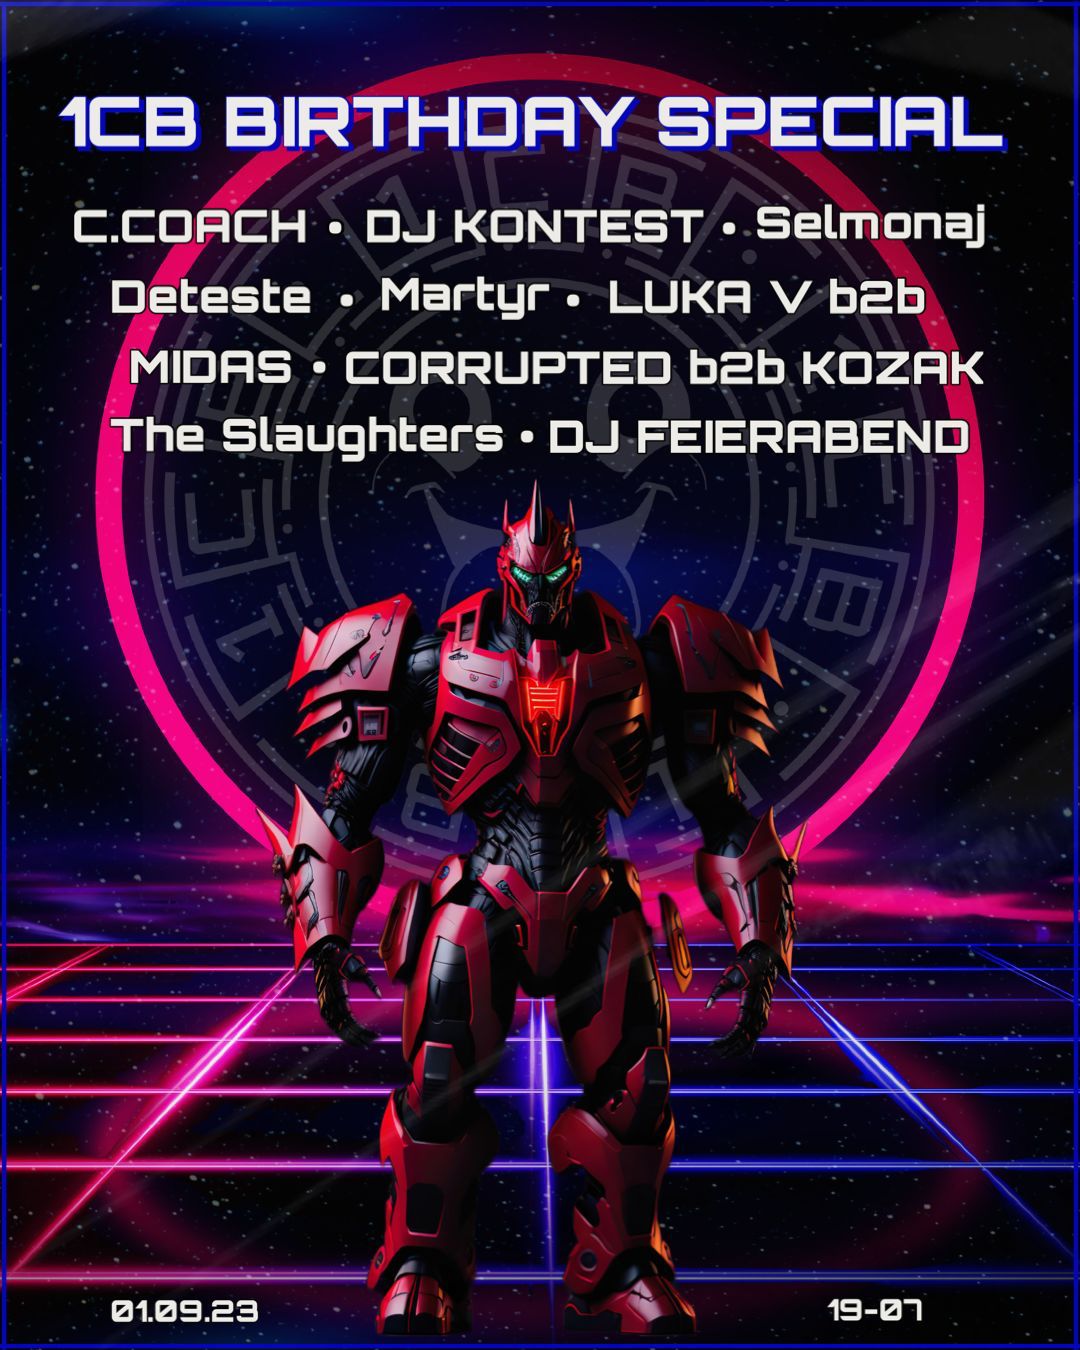 1CB BIRTHDAY SPECIAL
C.COACH • DJ KONTEST • Selmonaj
Deteste • Martyr • LUKA V b2b
MIDAS • CORRUPTED b2b KOZAK
The Slaughters • DJ FEIERABEND
01.09.23
19-07